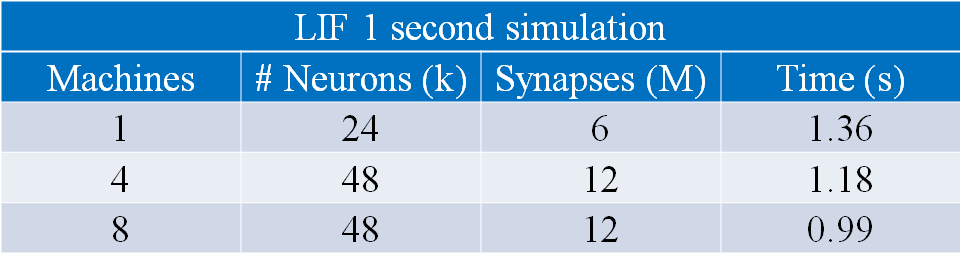 LIF 1 second simulation
Machines # Neurons (k) Synapses (M) Time (s)
1 24 6 1.36
4 48 12 1.18
8 48 12 0.99